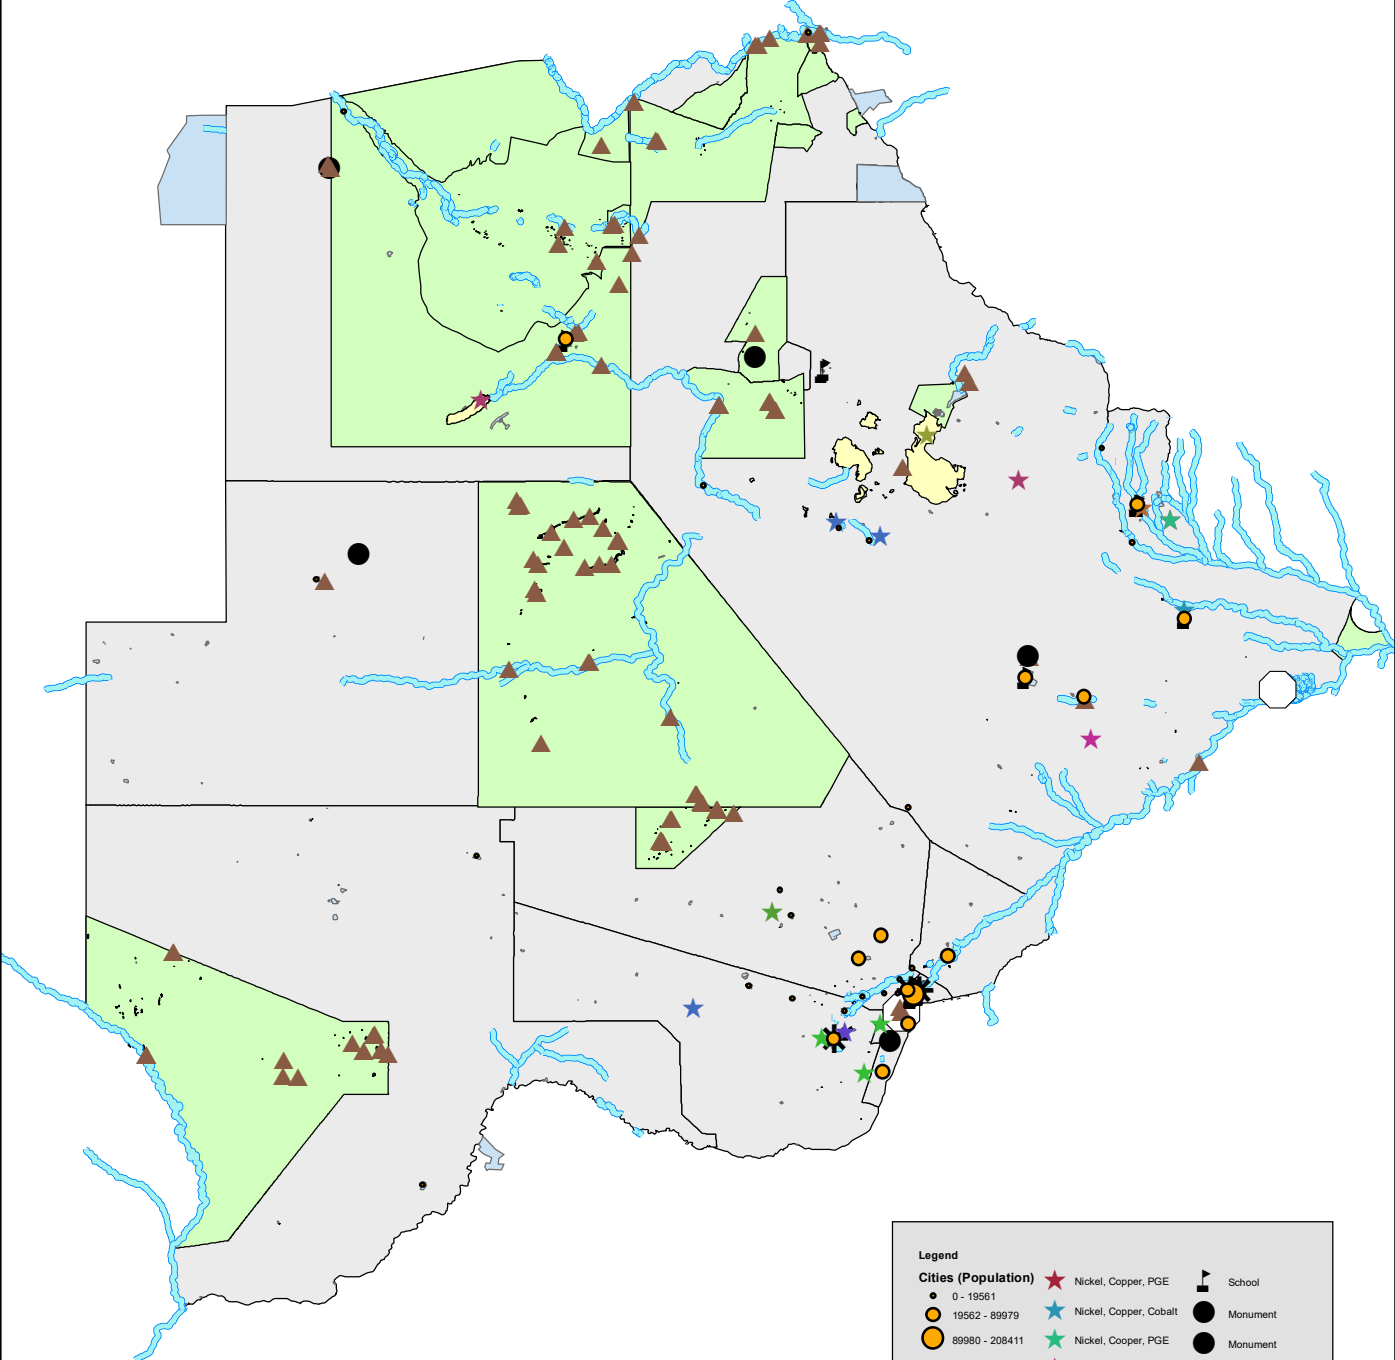 Legend
Cities (Population)
0 - 19561
19562 - 89979
89980 - 208411
Nickel, Copper, PGE
Nickel, Copper, Cobalt
Nickel, Cooper, PGE
School
Monument
Monument